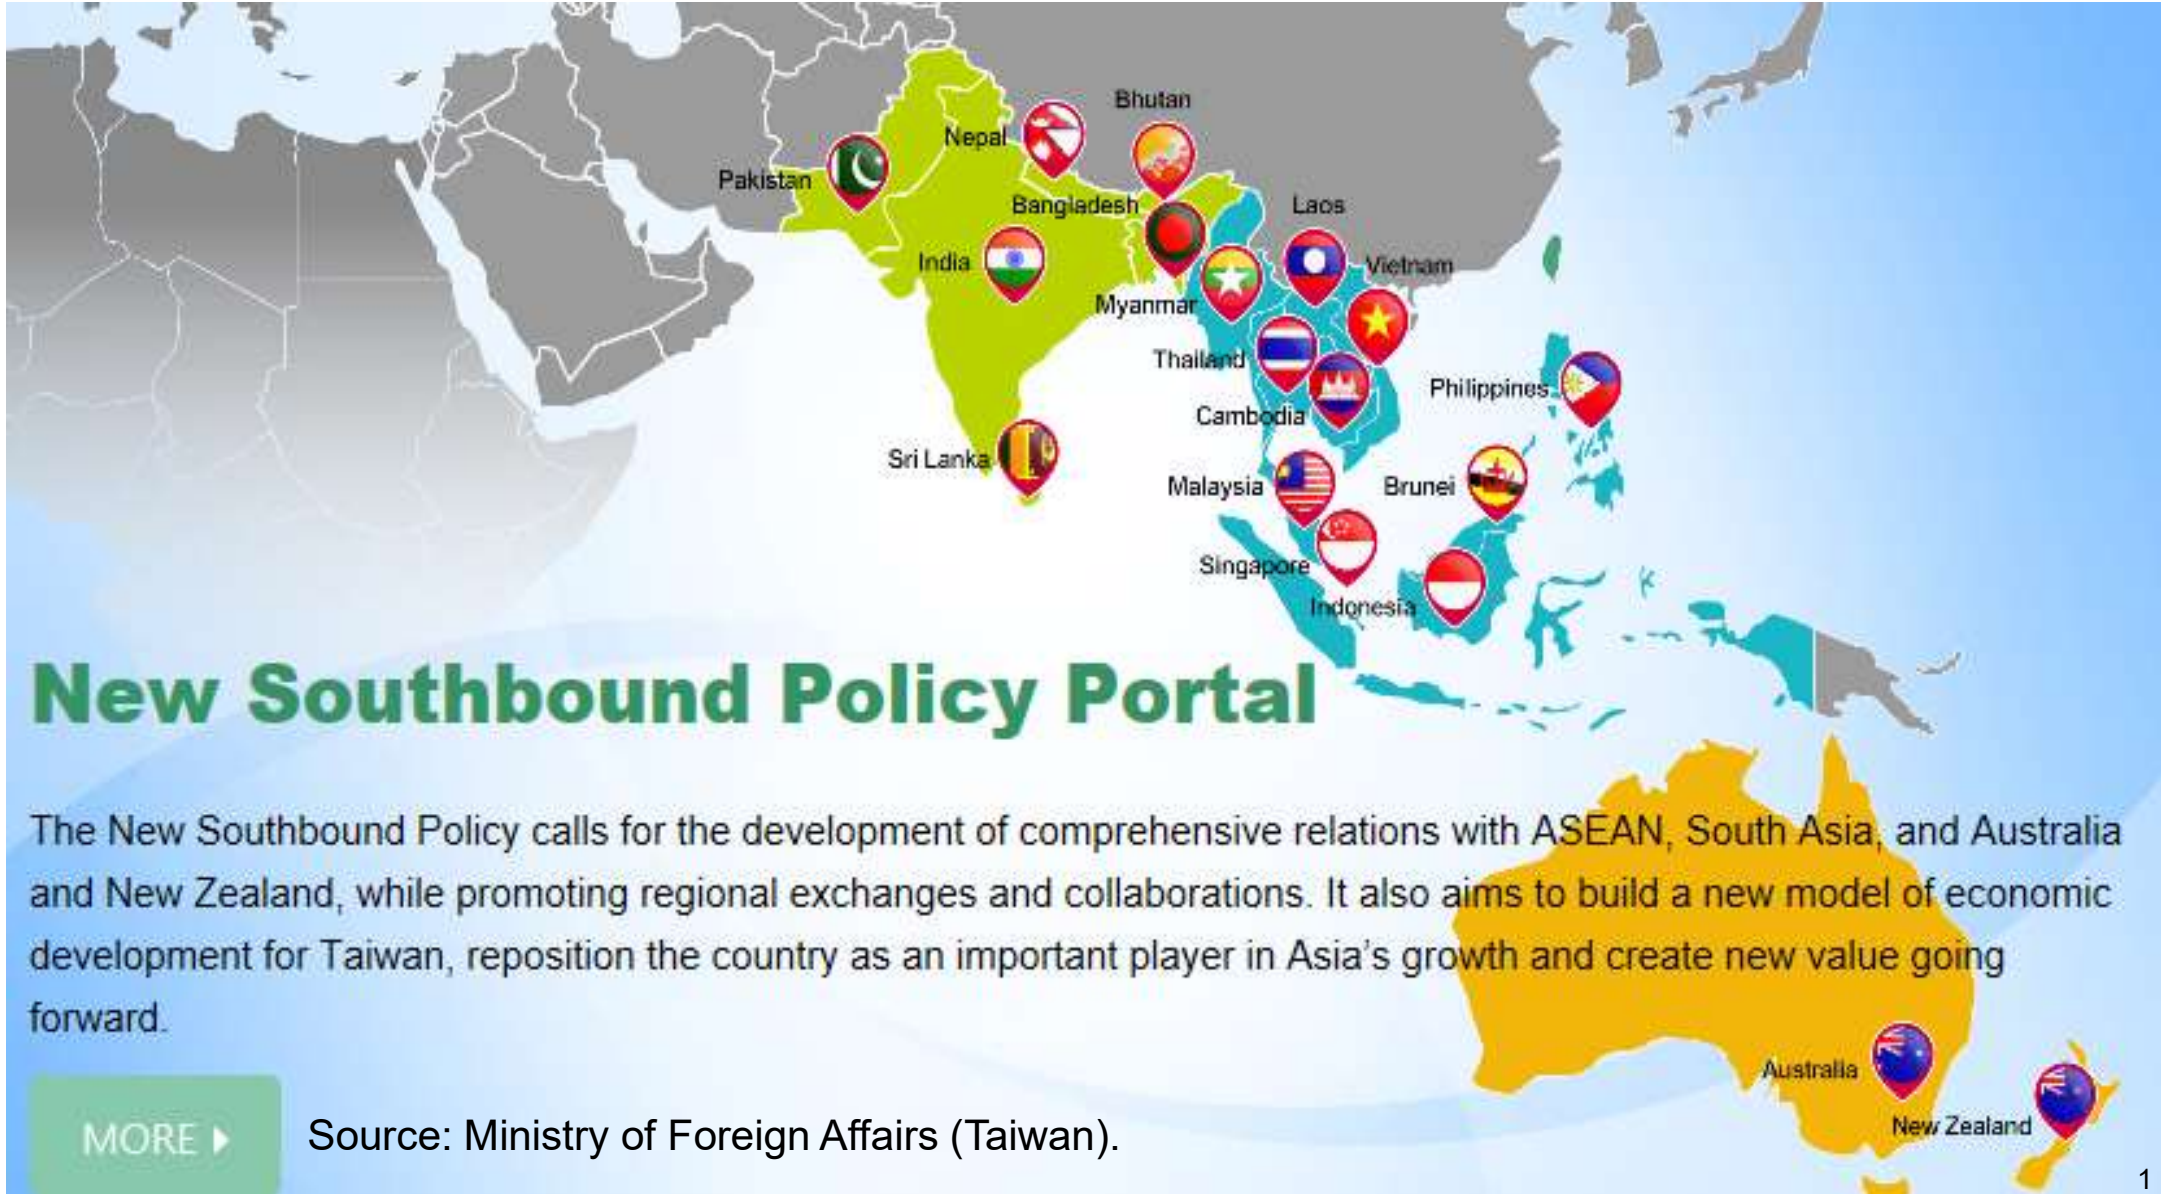 Bhutan
Nepal
Pakistan
Bangladesh
Laos
India
Vietnam
Myanmar
Thailand
Philippines
Cambodia
Sri Lanka
Malaysia
Brunei
Singapore
Indonesia
New Southbound Policy Portal
The New Southbound Policy calls for the development of comprehensive relations with ASEAN, South Asia, and Australia
and New Zealand, while promoting regional exchanges and collaborations. It also aims to build a new model of economic
development for Taiwan, reposition the country as an important player in Asia's growth and create new value going
forward.
Australia
New Zealand
MORE
Source: Ministry of Foreign Affairs (Taiwan).
1